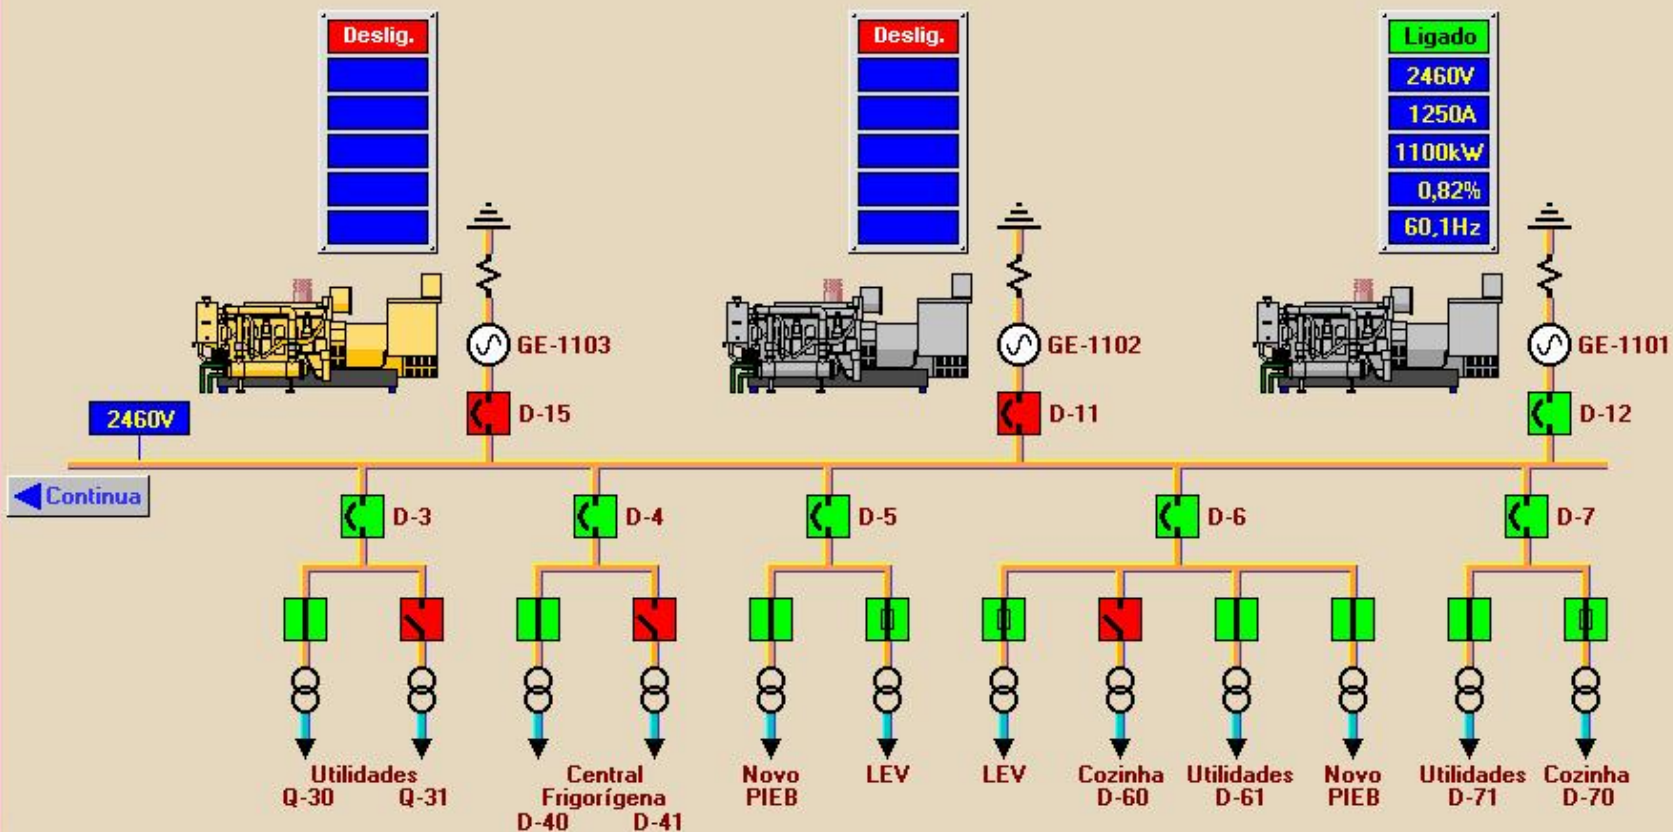 Deslig.
Deslig.
Ligado
2460V
1250A
1100kW
0,82%
60,1Hz
GE-1103
GE-1102
GE-1101
2460V
D-15
D-11
D-12
Continua
D-3
D-4
D-5
D-6
D-7
Utilidades
Q-30 Q-31
Central
Frigorígena
D-40 D-41
Novo
PIEB
LEV
LEV
Cozinha
D-60
Utilidades
D-61
Novo
PIEB
Utilidades
D-71
Cozinha
D-70